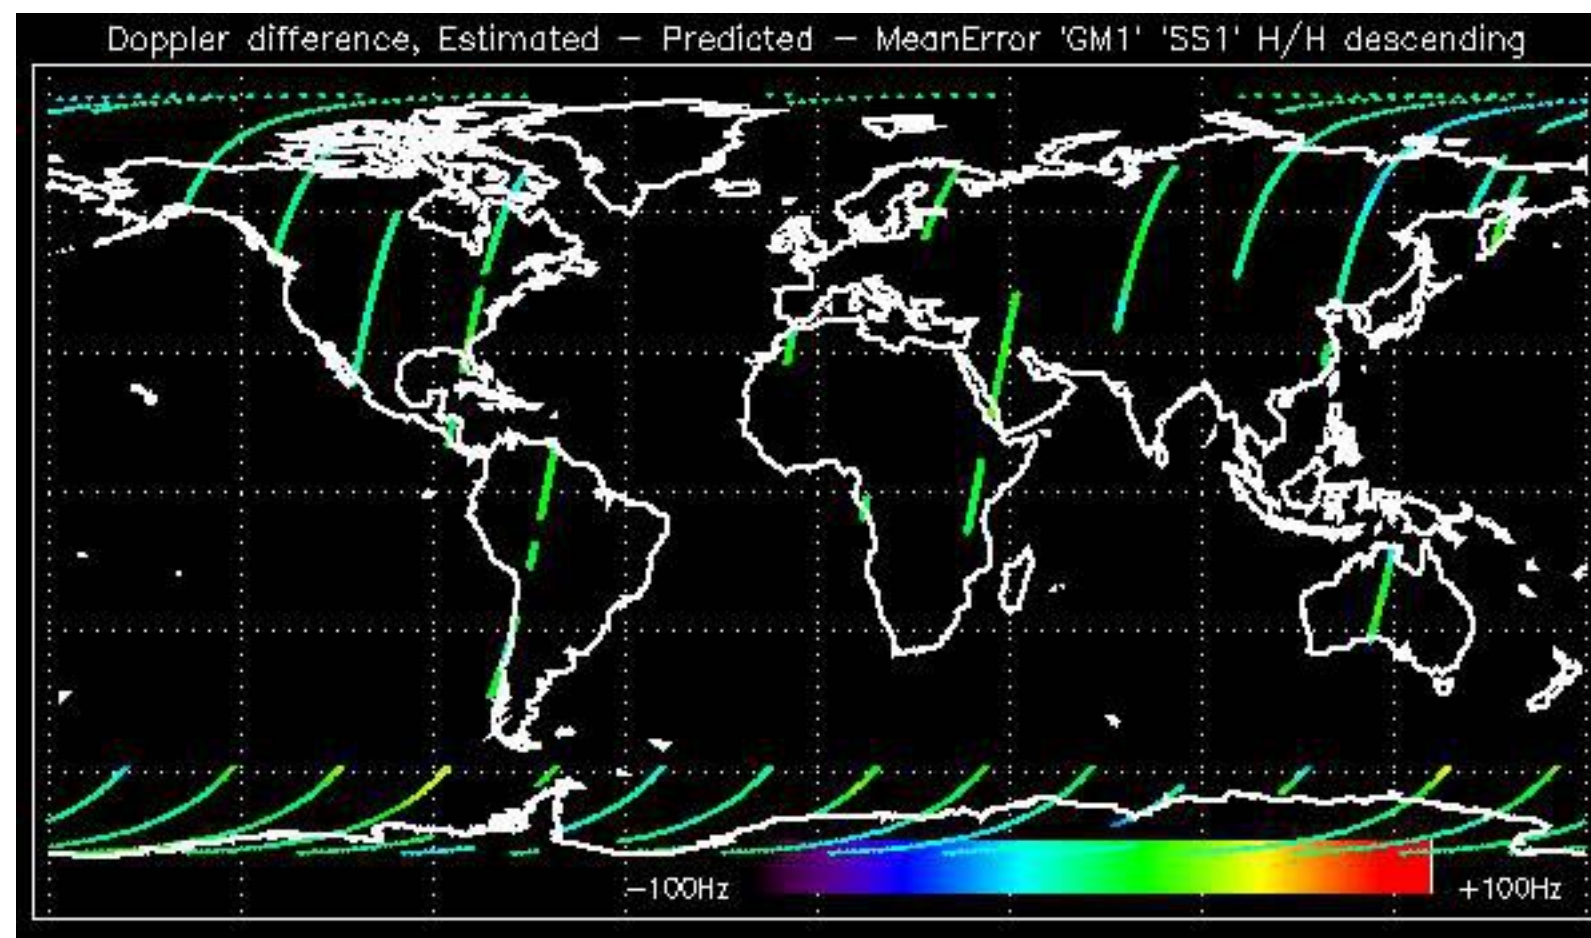 Doppler difference, Estimated − Predicted − MeanError 'GM1' 'SS1' H/H descending
−100Hz
+100Hz